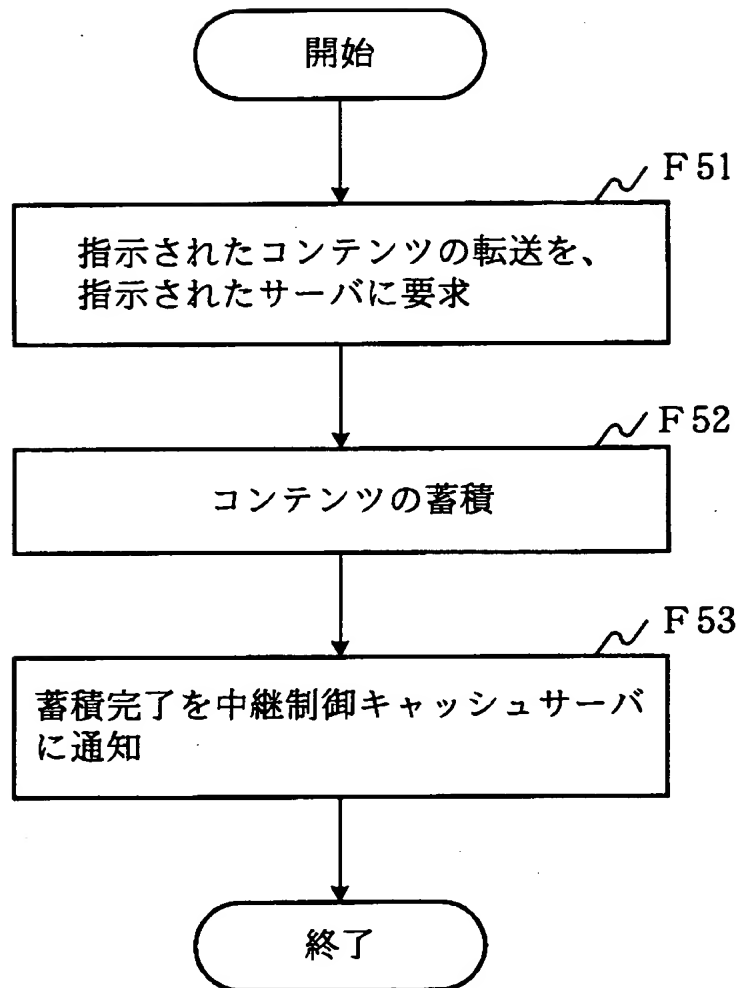 開始
F51
指示されたコンテンツの転送を、
指示されたサーバに要求
F52
コンテンツの蓄積
F53
蓄積完了を中継制御キャッシュサーバ
に通知
終了